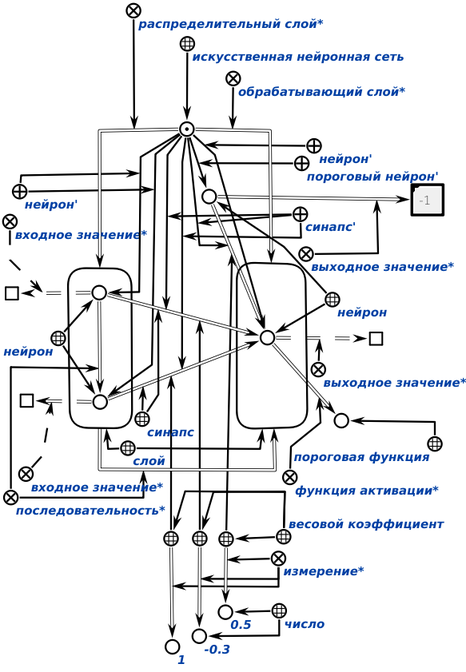 распределительный слой*
искусственная нейронная сеть
обрабатывающий слой*
нейрон'
пороговый нейрон'
нейрон'
-1
синапс'
входное значение*
выходное значение*
нейрон
нейрон
выходное значение*
синапс
пороговая функция
слой
входное значение*
функция активации*
последовательность*
весовой коэффициент
измерение*
0.5
число
-0.3
1